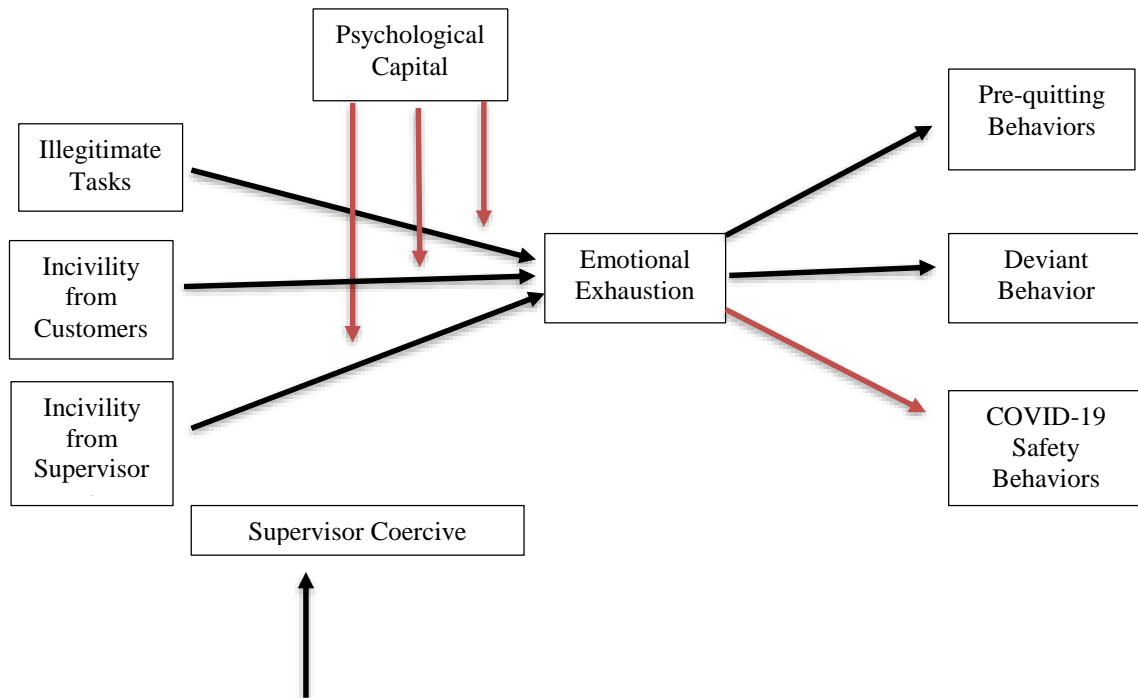 Psychological
Capital
Illegitimate
Tasks
Incivility
from
Customers
Incivility
from
Supervisor
Supervisor Coercive
Emotional
Exhaustion
Pre-quitting
Behaviors
Deviant
Behavior
COVID-19
Safety
Behaviors